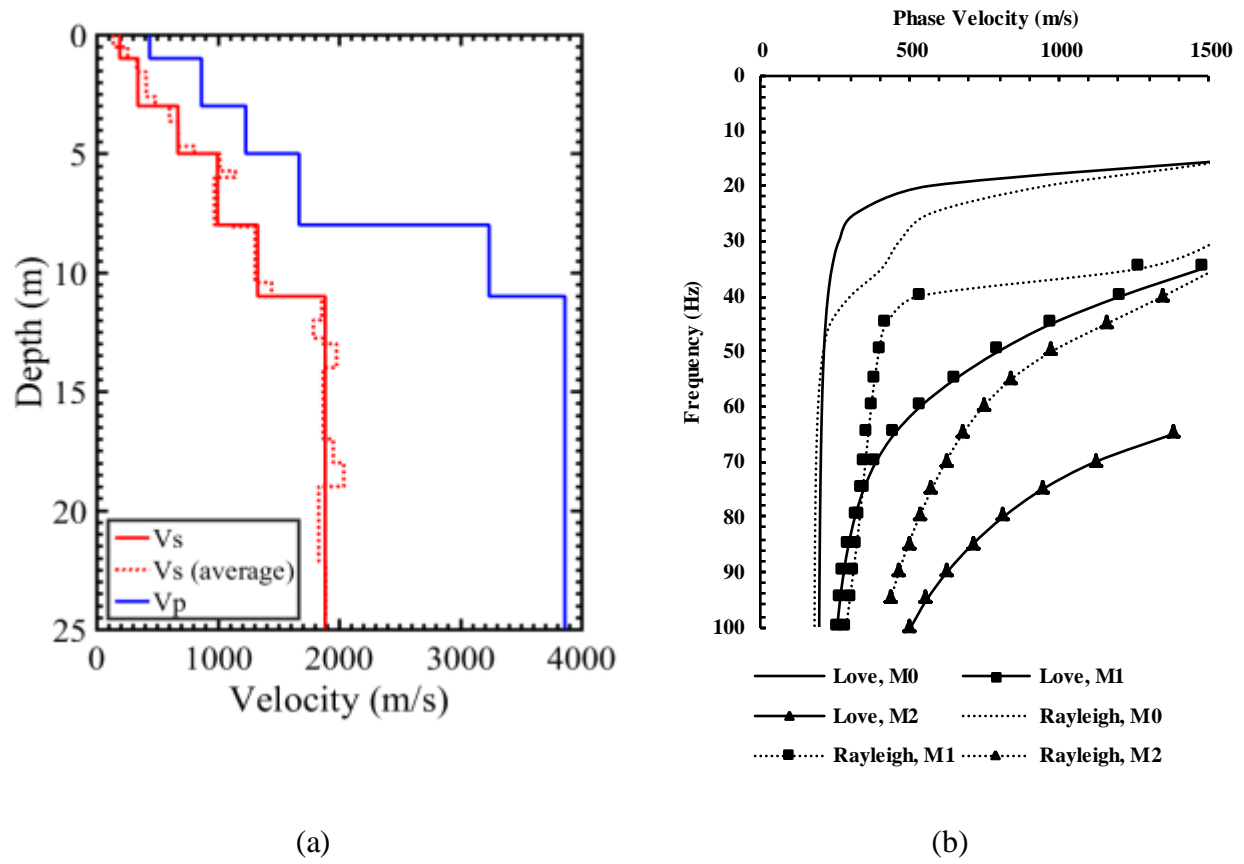 0
5
10
15
20
25
Depth (m)
Vs
Vs (average)
Vp
0 1000 2000 3000 4000
Velocity (m/s)
(a)
Phase Velocity (m/s)
0 500 1000 1500
0
10
20
30
40
50
60
70
80
90
100
Frequency (Hz)
Love, M0 Love, M1
Love, M2 Rayleigh, M0
Rayleigh, M1 Rayleigh, M2
(b)